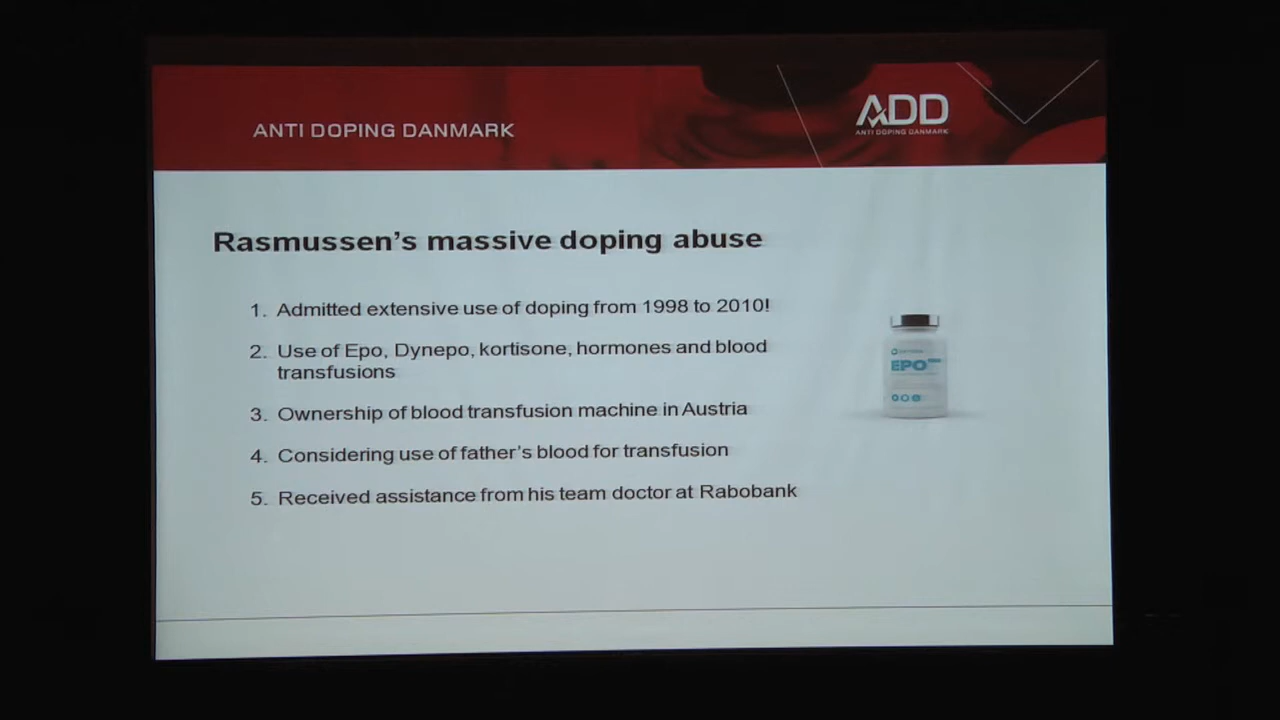 ANTI DOPING DANMARK
ADD
ANTI DOPING DANMARK
Rasmussen's massive doping abuse
1. Admitted extensive use of doping from 1998 to 2010!
2. Use of Epo, Dynepo, kortisone, hormones and blood
transfusions
3. Ownership of blood transfusion machine in Austria
4. Considering use of father's blood for transfusion
5. Received assistance from his team doctor at Rabobank
EPO